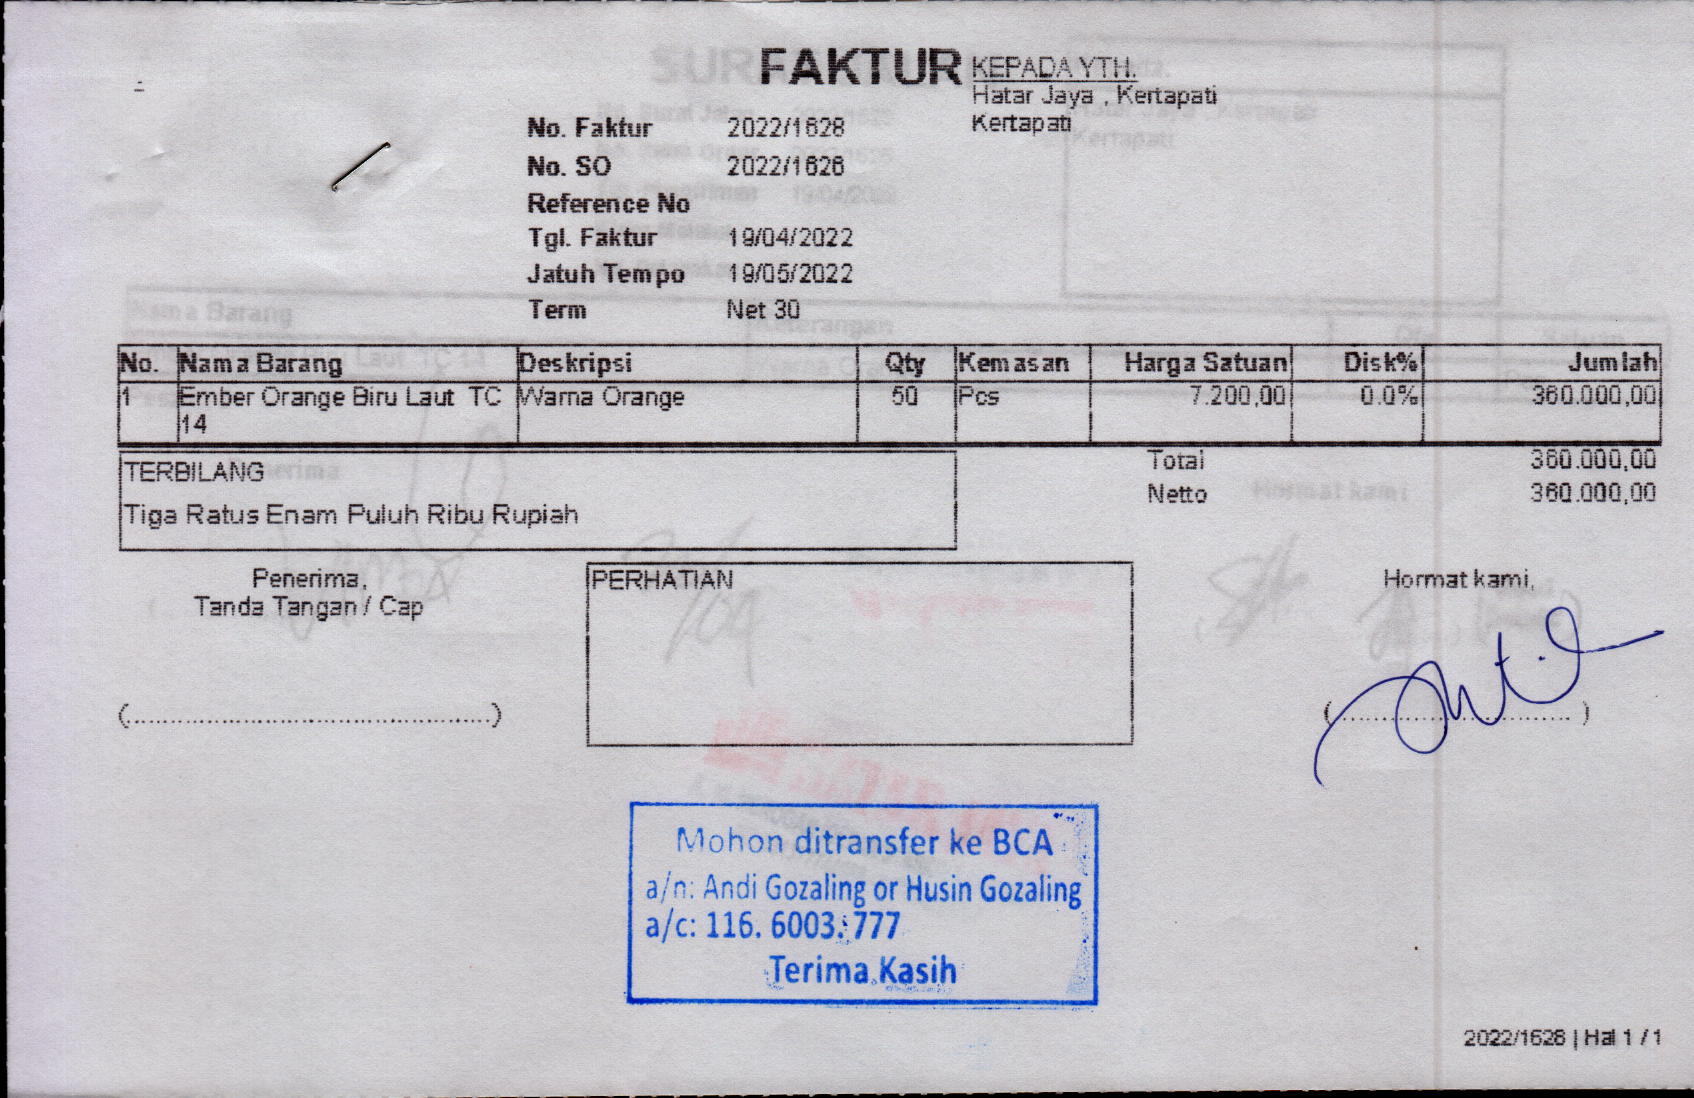 FAKTUR
KEPADA YTH.
Hatar Jaya , Kertapati
Kertapati
No. Faktur 2022/1628
No. SO 2022/1626
Reference No
Tgl. Faktur 19/04/2022
Jatuh Tempo 19/05/2022
Term Net 30
No. Nama Barang Deskripsi Qty Kemasan Harga Satuan Disk% Jumlah
1 Ember Orange Biru Laut TC Warna Orange 50 Pcs 7.200,00 0.0% 360.000,00
14
TERBILANG
Tiga Ratus Enam Puluh Ribu Rupiah
Total 360.000,00
Netto 360.000,00
Penerima,
Tanda Tangan / Cap
(..............................................)
PERHATIAN
Hormat kami,
(.............................)
Mohon ditransfer ke BCA
a/n: Andi Gozaling or Husin Gozaling
a/c: 116. 6003. 777
Terima Kasih
2022/1628 | Hal 1 / 1